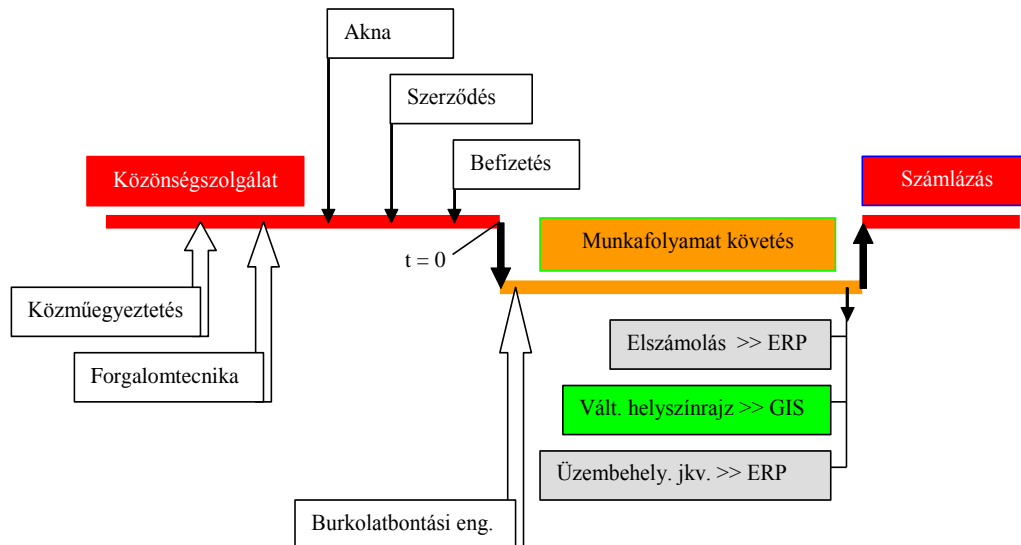 Akna
Szerződés
Befizetés
Közönségszolgálat
Számlázás
t = 0
Munkafolyamat követés
Közműegyeztetés
Elszámolás >> ERP
Forgalomtecnika
Vált. helyszínrajz >> GIS
Üzembehely. jkv. >> ERP
Burkolatbontási eng.